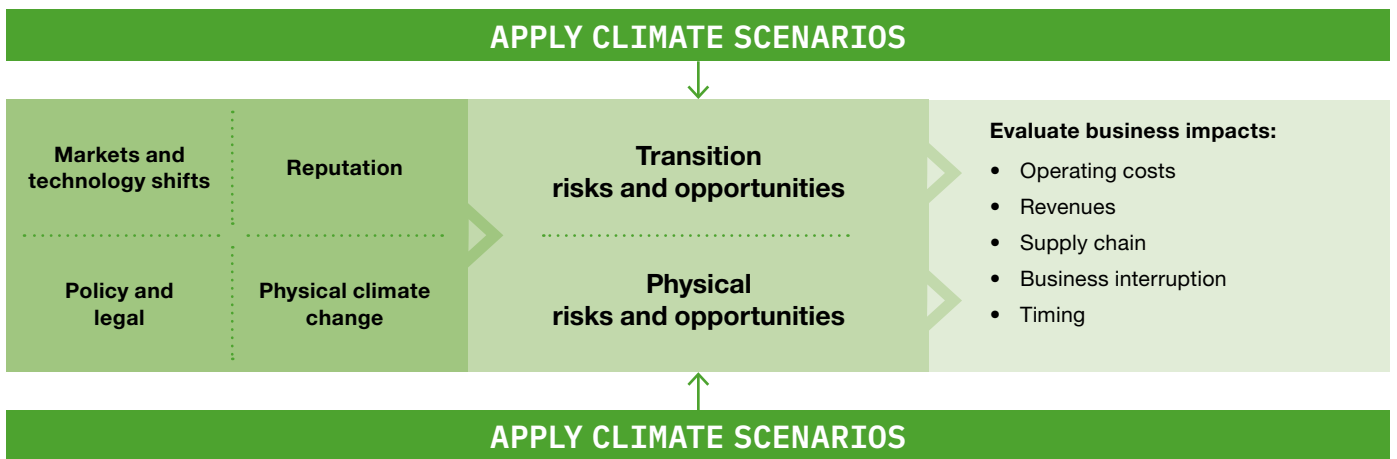 APPLY CLIMATE SCENARIOS
Markets and
technology shifts
Reputation
Policy and
legal
Physical climate
change
Transition
risks and opportunities
Physical
risks and opportunities
Evaluate business impacts:
• Operating costs
• Revenues
• Supply chain
• Business interruption
• Timing
APPLY CLIMATE SCENARIOS